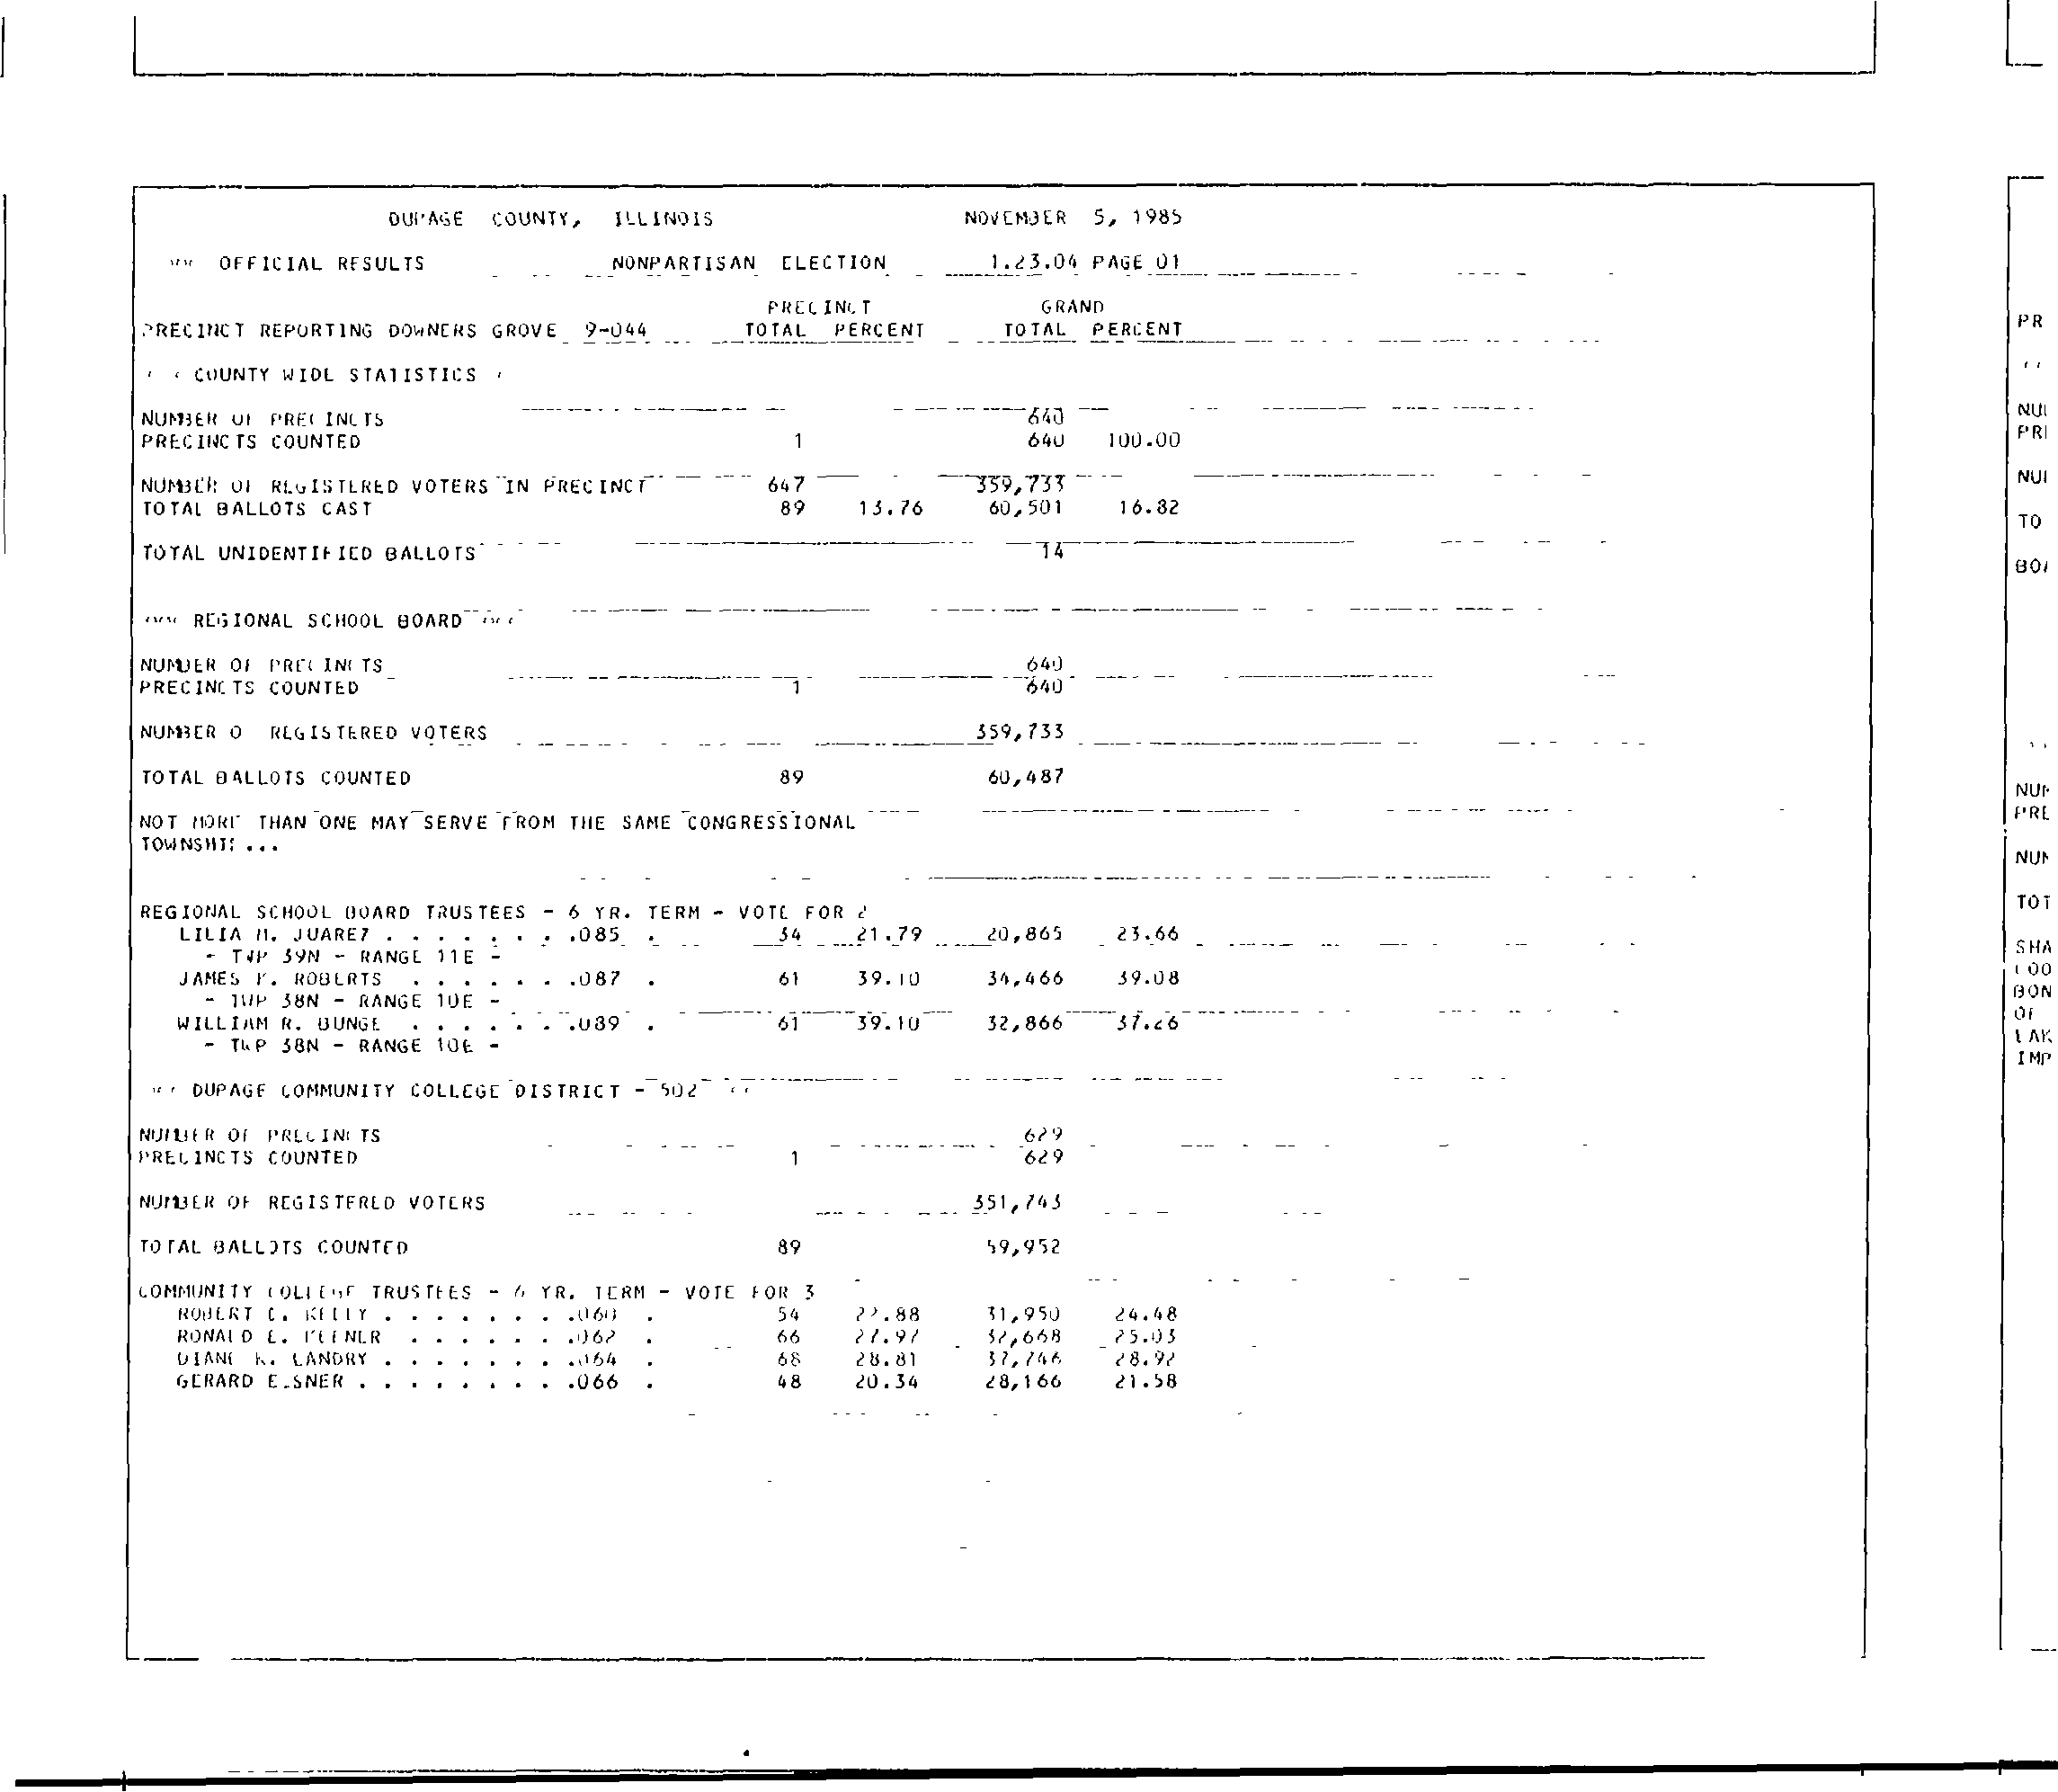 DUPAGE COUNTY, ILLINOIS NOVEMBER 5, 1985
OFFICIAL RESULTS NONPARTISAN ELECTION 1.23.04 PAGE 01
PRECINCT GRAND
PRECINCT REPORTING DOWNERS GROVE 9-044 TOTAL PERCENT TOTAL PERCENT
COUNTY WIDE STATISTICS
NUMBER OF PRECINCTS 640
PRECINCTS COUNTED 1 640 100.00
NUMBER OF REGISTERED VOTERS IN PRECINCT 647 359,733
TOTAL BALLOTS CAST 89 13.76 60,501 16.82
TOTAL UNIDENTIFIED BALLOTS 14
REGIONAL SCHOOL BOARD
NUMBER OF PRECINCTS 640
PRECINCTS COUNTED 1 640
NUMBER O REGISTERED VOTERS 359,733
TOTAL BALLOTS COUNTED 89 60,487
NOT MORE THAN ONE MAY SERVE FROM THE SAME CONGRESSIONAL
TOWNSHIP...
REGIONAL SCHOOL BOARD TRUSTEES - 6 YR. TERM - VOTE FOR 2
LILIA M. JUAREZ . . . . . . . .085 . 34 21.79 20,865 23.66
- TWP 39N - RANGE 11E -
JAMES ROBERTS . . . . . . .087 . 61 39.10 34,466 39.08
- TWP 38N - RANGE 10E -
WILLIAM R. BUNGE . . . . . . .089 . 61 39.10 32,866 37.26
- TWP 38N - RANGE 10E -
DUPAGE COMMUNITY COLLEGE DISTRICT - 502
NUMBER OF PRECINCTS 629
PRECINCTS COUNTED 1 629
NUMBER OF REGISTERED VOTERS 351,743
TOTAL BALLOTS COUNTED 89 59,952
COMMUNITY COLLEGE TRUSTEES - 6 YR. TERM - VOTE FOR 3
ROBERT KELLY . . . . . . . .060 . 54 22.88 31,950 24.48
RONALD E. KEENER . . . . . . .062 . 66 27.97 32,668 25.03
DIANE K. LANDRY . . . . . . . .064 . 68 28.81 37,746 28.92
GERARD E.SNER . . . . . . . . .066 . 48 20.34 28,166 21.58
PR
NU
PRI
NU
TO
BO
NU
PRE
NU
TOT
SHA
BON
OF
LAK
IMP